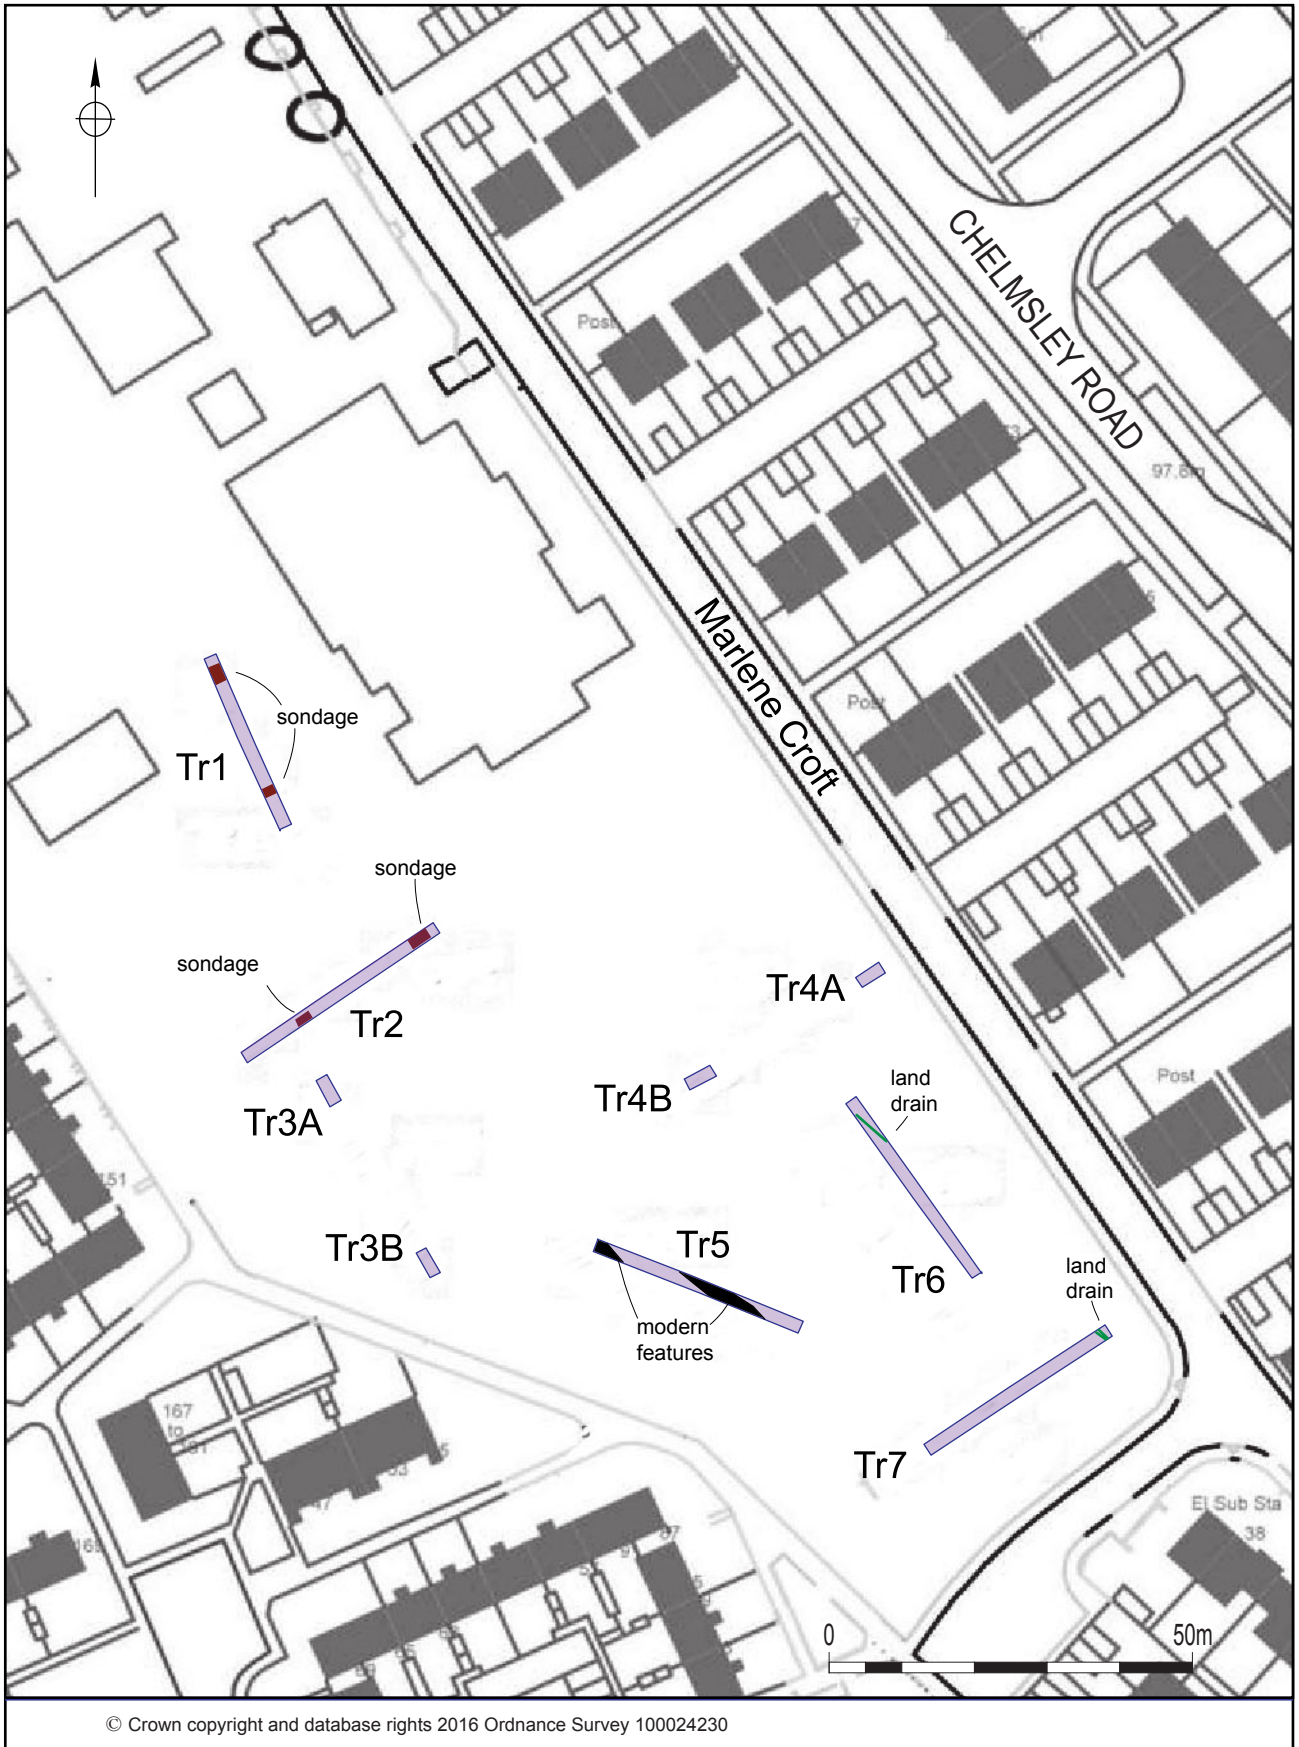 CHELMSLEY ROAD
Post
97.8m
Marlene Croft
Post
sondage
Tr1
sondage
sondage
Tr2
Tr4A
Tr3A
Tr4B
land
drain
Post
151
Tr3B
Tr5
Tr6
land
drain
modern
features
167
to
Tr7
El Sub Sta
38
0
50m
© Crown copyright and database rights 2016 Ordnance Survey 100024230